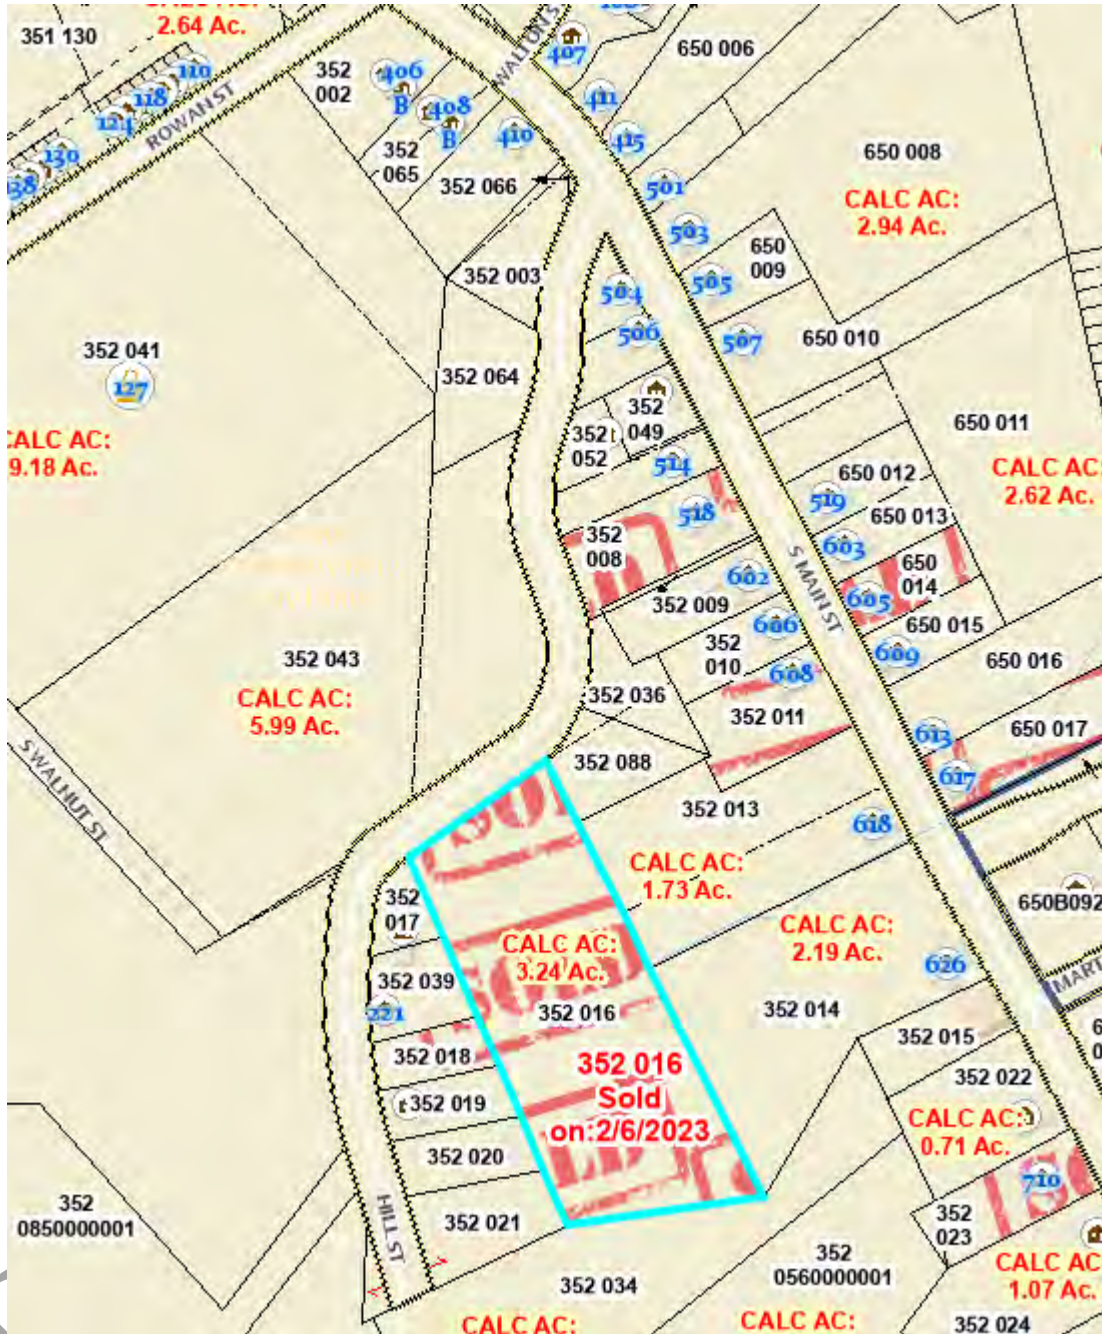 351 130
2.64 Ac.
WALTON S
407
650 006
110
118
124
130
138
ROWAN ST
352
002
406
B
408
B
410
411
415
352
065
352 066
501
650 008
CALC AC:
2.94 Ac.
503
650
009
352 003
504
505
506
507
650 010
352 041
127
352 064
352
049
352
052
650 011
CALC AC:
9.18 Ac.
514
650 012
CALC AC:
2.62 Ac.
518
519
650 013
352
008
603
S MAIN ST
650
014
602
352 009
605
606
650 015
352
010
609
352 043
650 016
608
CALC AC:
5.99 Ac.
352 036
352 011
613
650 017
S WALNUT ST
352 088
617
352 013
618
CALC AC:
1.73 Ac.
352
017
650B092
CALC AC:
3.24 Ac.
CALC AC:
2.19 Ac.
626
352 039
MART
221
352 016
352 014
352 015
352 018
352 016
Sold
on:2/6/2023
352 022
352 019
CALC AC:
0.71 Ac.
352 020
710
352
0850000001
HILL ST
352 021
352
023
352
0560000001
CALC AC
1.07 Ac.
352 034
CALC AC:
CALC AC:
352 024